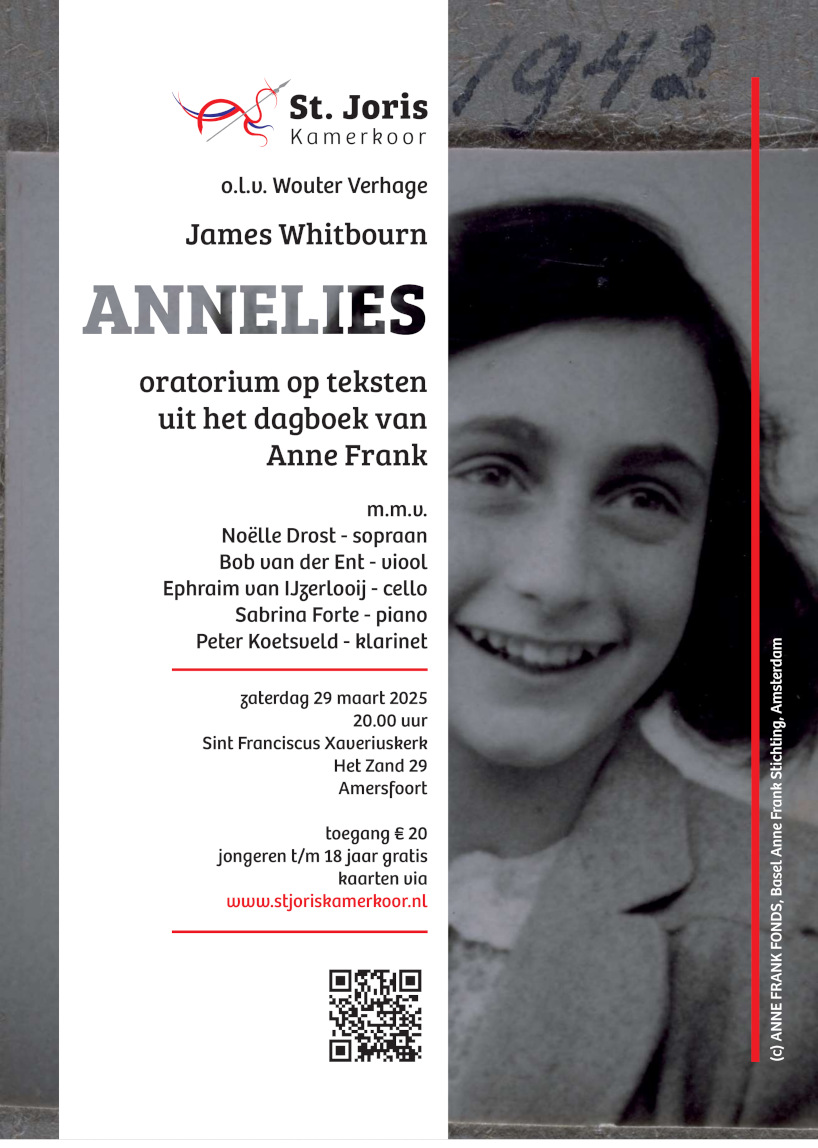 1942
St. Joris
Kamerkoor
o.l.v. Wouter Verhage
James Whitbourn
ANNELIES
oratorium op teksten
uit het dagboek van
Anne Frank
m.m.v.
Noëlle Drost - sopraan
Bob van der Ent - viool
Ephraim van IJzerlooij - cello
Sabrina Forte - piano
Peter Koetsveld - klarinet
zaterdag 29 maart 2025
20.00 uur
Sint Franciscus Xaveriuskerk
Het Zand 29
Amersfoort
toegang € 20
jongeren t/m 18 jaar gratis
kaarten via
www.stjoriskamerkoor.nl
(c) ANNE FRANK FONDS, Basel Anne Frank Stichting, Amsterdam